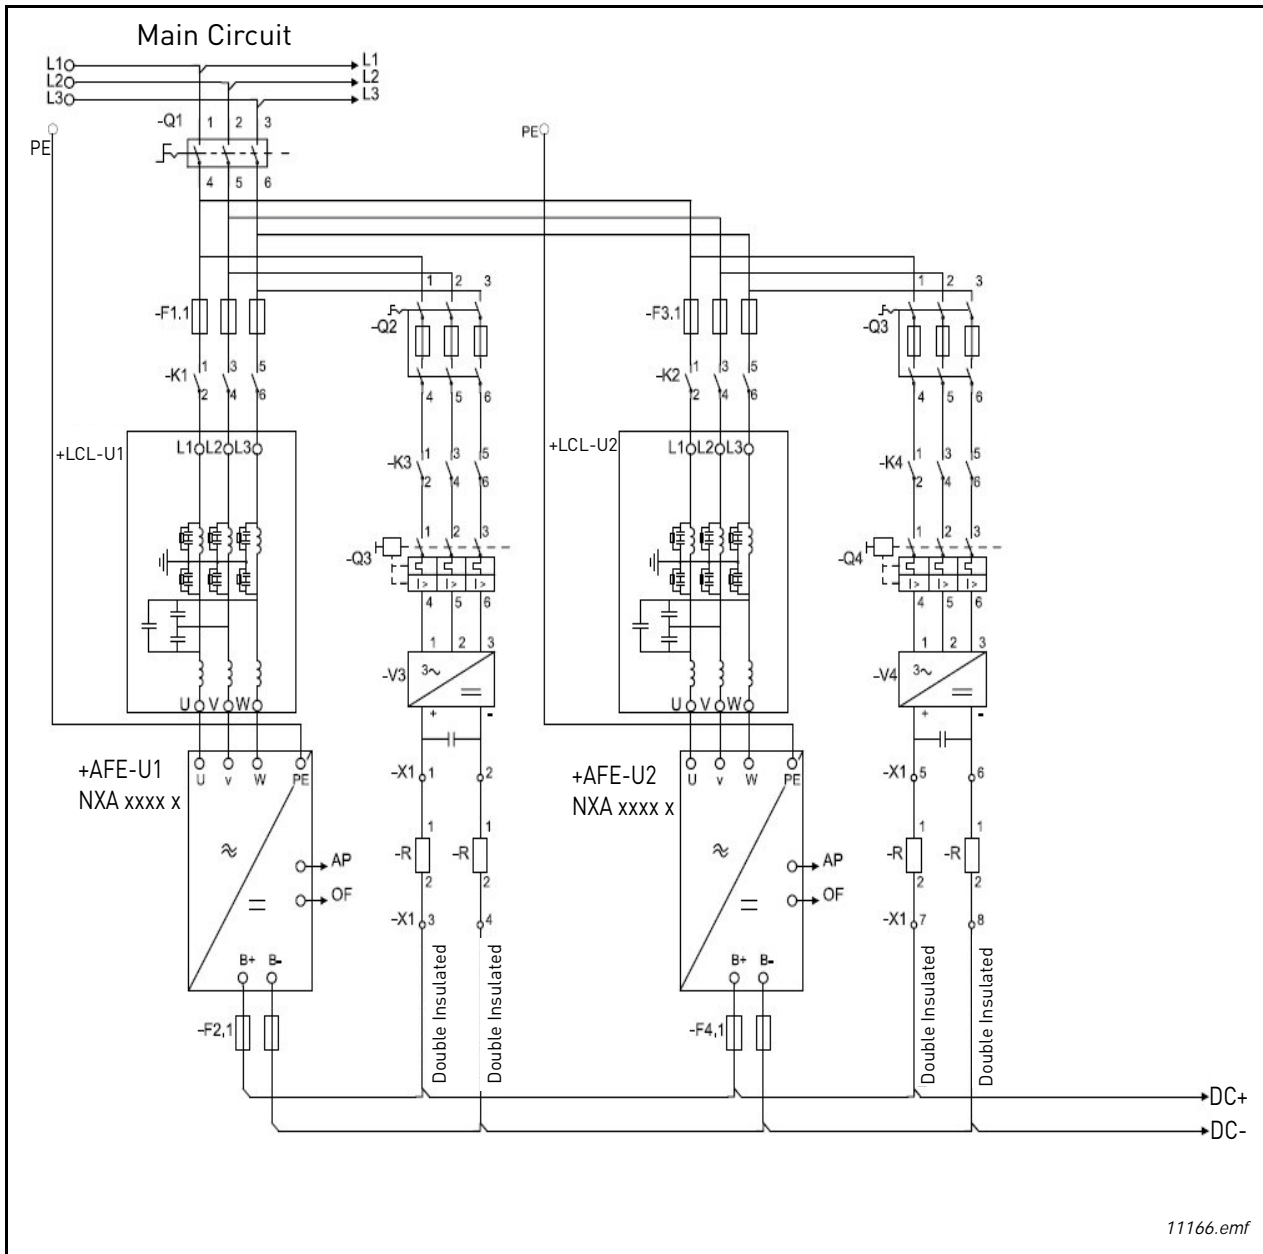 Main Circuit
L1 L1
L2 L2
L3 L3
-Q1 1 2 3
PE PE
4 5 6
1 2 3 1 2 3
-F1.1 -Q2 -F3.1 -Q3
-K1 1 3 5 -K2 1 3 5
2 4 6 2 4 6
4 5 6 4 5 6
+LCL-U1 L1 L2 L3 +LCL-U2 L1 L2 L3
-K3 1 3 5 -K4 1 3 5
2 4 6 2 4 6
1 2 3 1 2 3
-Q3 -Q4
I> I> I> I> I> I>
4 5 6 4 5 6
1 2 3 1 2 3
-V3 3~ -V4 3~
U V W U V W
+ - + -
+AFE-U1 U v W PE -X1 1 2 +AFE-U2 U v W PE -X1 5 6
NXA xxxx x NXA xxxx x
1 1 1 1
AP -R -R AP -R -R
2 2 2 2
OF OF
-X1 3 4 -X1 7 8
B+ B- B+ B-
Double Insulated Double Insulated Double Insulated Double Insulated
-F2,1 -F4,1
DC+
DC-
11166.emf